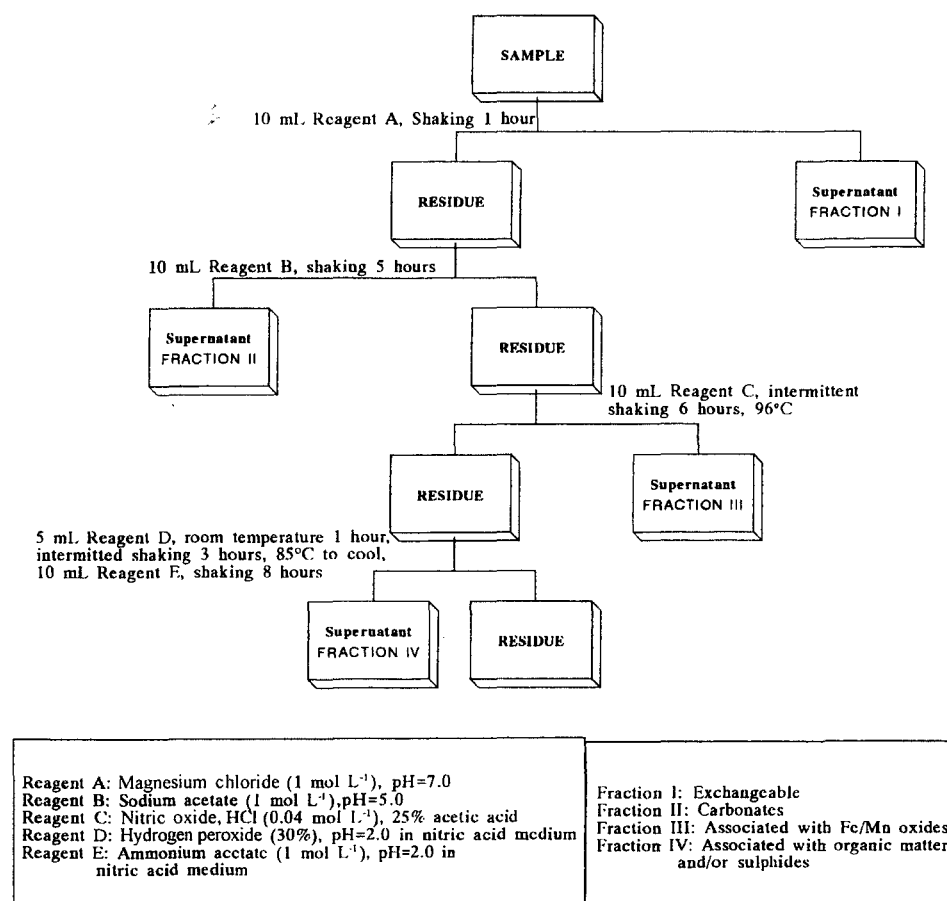 SAMPLE
10 mL Reagent A, Shaking 1 hour
RESIDUE
Supernatant
FRACTION I
10 mL Reagent B, shaking 5 hours
Supernatant
FRACTION II
RESIDUE
10 mL Reagent C, intermittent
shaking 6 hours, 96°C
RESIDUE
Supernatant
FRACTION III
5 mL Reagent D, room temperature 1 hour,
intermitted shaking 3 hours, 85°C to cool,
10 mL Reagent E, shaking 8 hours
Supernatant
FRACTION IV
RESIDUE
Reagent A: Magnesium chloride (1 mol L⁻¹), pH=7.0
Reagent B: Sodium acetate (1 mol L⁻¹),pH=5.0
Reagent C: Nitric oxide, HCl (0.04 mol L⁻¹), 25% acetic acid
Reagent D: Hydrogen peroxide (30%), pH=2.0 in nitric acid medium
Reagent E: Ammonium acetate (1 mol L⁻¹), pH=2.0 in
nitric acid medium
Fraction I: Exchangeable
Fraction II: Carbonates
Fraction III: Associated with Fe/Mn oxides
Fraction IV: Associated with organic matter
and/or sulphides